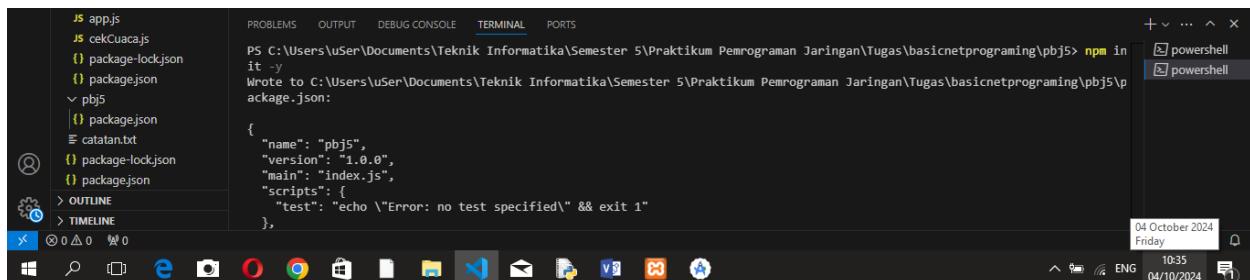 JS app.js
JS cekCuaca.js
{} package-lock.json
{} package.json
pbj5
{} package.json
catatan.txt
{} package-lock.json
{} package.json
> OUTLINE
> TIMELINE
PROBLEMS OUTPUT DEBUG CONSOLE TERMINAL PORTS
PS C:\Users\uSer\Documents\Teknik Informatika\Semester 5\Praktikum Pemrograman Jaringan\Tugas\basicnetprograming\pbj5> npm in
it -y
Wrote to C:\Users\uSer\Documents\Teknik Informatika\Semester 5\Praktikum Pemrograman Jaringan\Tugas\basicnetprograming\pbj5\p
ackage.json:
{
"name": "pbj5",
"version": "1.0.0",
"main": "index.js",
"scripts": {
"test": "echo \"Error: no test specified\" && exit 1"
},
powershell
powershell
0 0 0
04 October 2024
Friday
ENG
10:35
04/10/2024